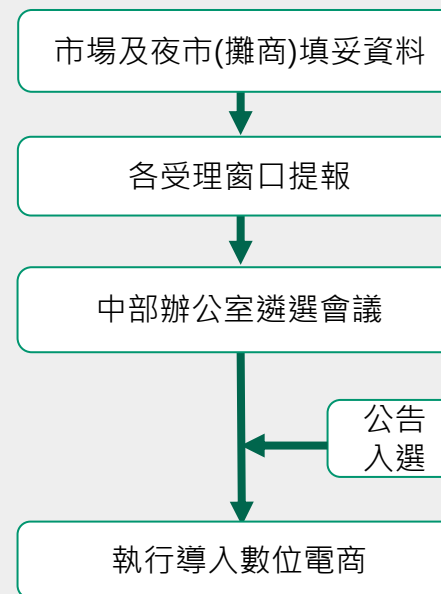 市場及夜市(攤商)填妥資料
各受理窗口提報
中部辦公室遴選會議
公告
入選
執行導入數位電商